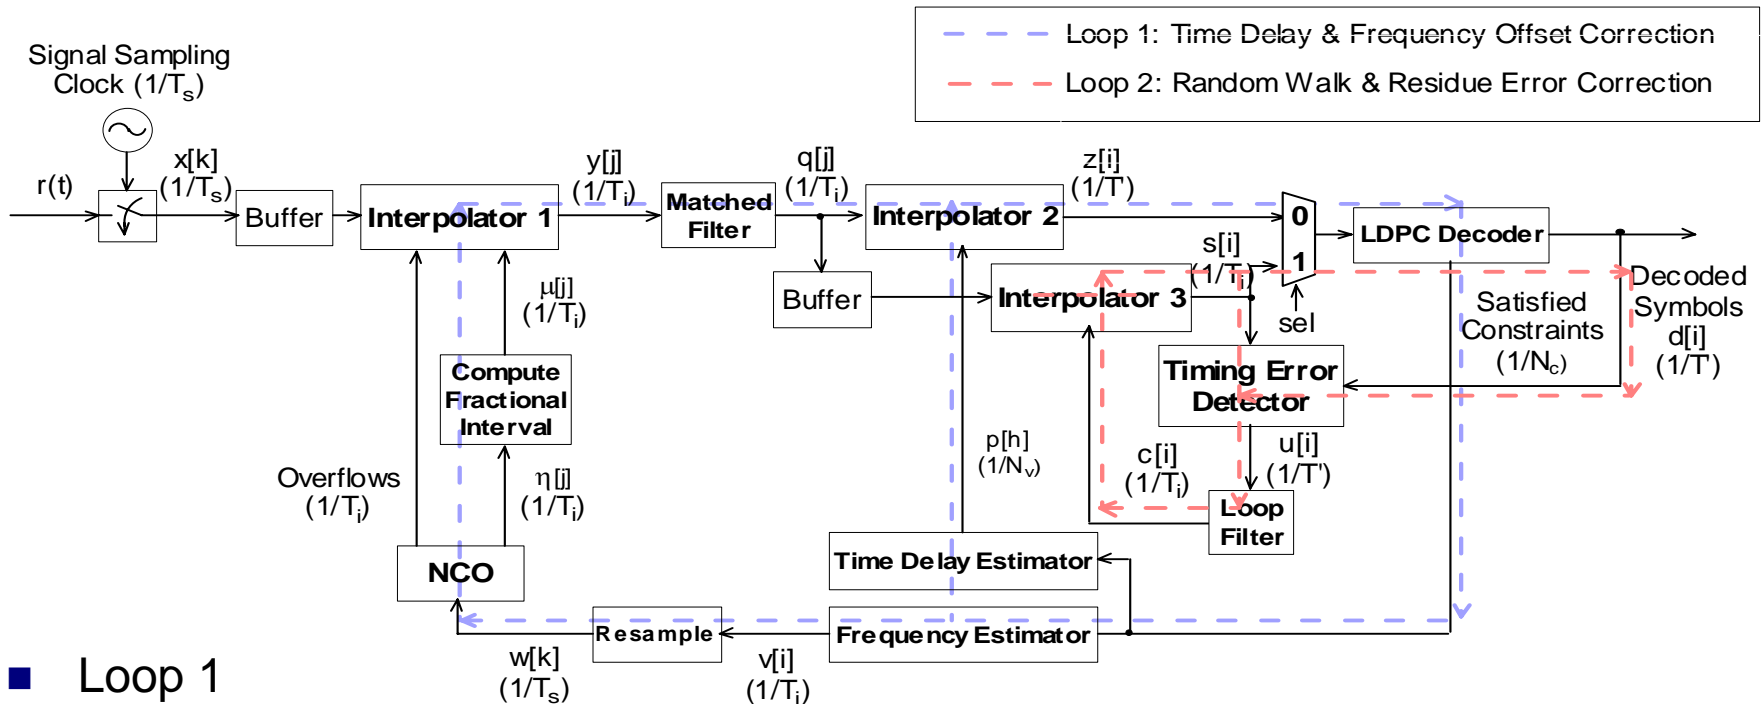 Loop 1: Time Delay & Frequency Offset Correction
Loop 2: Random Walk & Residue Error Correction
Signal Sampling
Clock (1/Ts)
r(t)
x[k]
(1/Ts)
Buffer
Interpolator 1
y[j]
(1/Ti)
Matched
Filter
q[j]
(1/Ti)
Interpolator 2
z[i]
(1/T')
0
1
sel
LDPC Decoder
s[i]
(1/Ti)
Buffer
Interpolator 3
Decoded
Symbols
d[i]
(1/T')
Satisfied
Constraints
(1/Nc)
μ[j]
(1/Ti)
Compute
Fractional
Interval
Timing Error
Detector
Overflows
(1/Ti)
η[j]
(1/Ti)
p[h]
(1/Nv)
c[i]
(1/Ti)
u[i]
(1/T')
Loop
Filter
NCO
Time Delay Estimator
Resample
Frequency Estimator
w[k]
(1/Ts)
v[i]
(1/Ti)
■ Loop 1